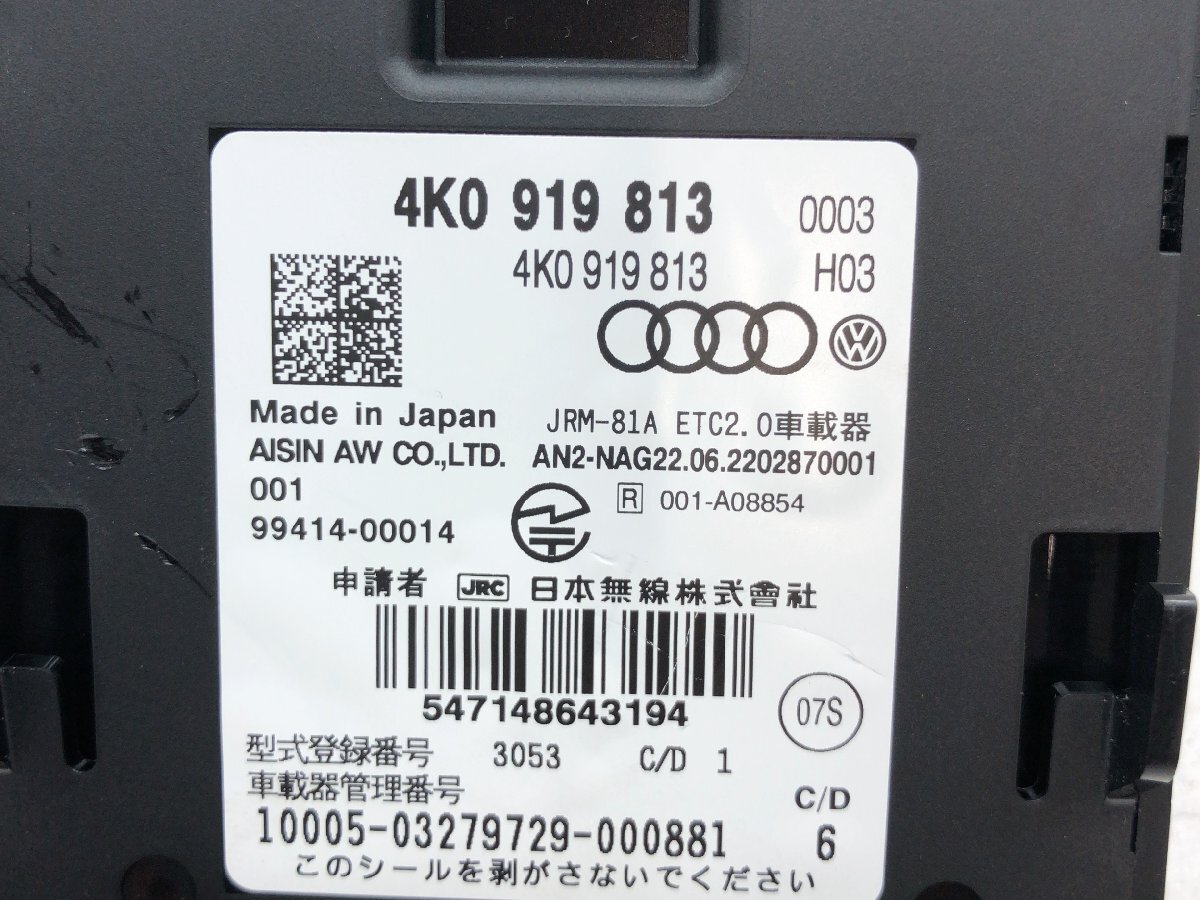 4K0 919 813 0003
4K0 919 813 H03
Made in Japan JRM-81A ETC2.0車載器
AISIN AW CO.,LTD. AN2-NAG22.06.2202870001
001 R 001-A08854
99414-00014
申請者 JRC 日本無線株式會社
547148643194
07S
型式登録番号 3053 C/D 1
車載器管理番号 C/D
10005-03279729-000881 6
このシールを剥がさないでください